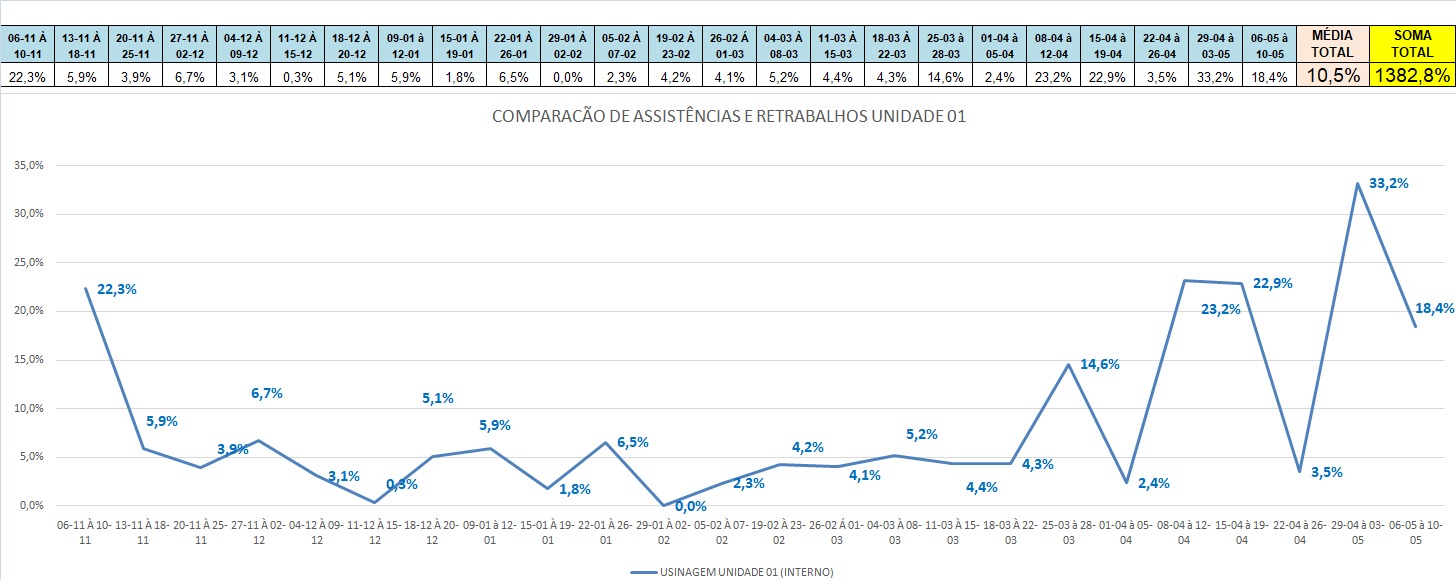 06-11 À 10-11 13-11 À 18-11 20-11 À 25-11 27-11 À 02-12 04-12 À 09-12 11-12 À 15-12 18-12 À 20-12 09-01 à 12-01 15-01 À 19-01 22-01 À 26-01 29-01 À 02-02 05-02 À 07-02 19-02 À 23-02 26-02 Á 01-03 04-03 À 08-03 11-03 À 15-03 18-03 À 22-03 25-03 à 28-03 01-04 à 05-04 08-04 à 12-04 15-04 à 19-04 22-04 à 26-04 29-04 à 03-05 06-05 à 10-05 MÉDIA TOTAL SOMA TOTAL
22,3% 5,9% 3,9% 6,7% 3,1% 0,3% 5,1% 5,9% 1,8% 6,5% 0,0% 2,3% 4,2% 4,1% 5,2% 4,4% 4,3% 14,6% 2,4% 23,2% 22,9% 3,5% 33,2% 18,4% 10,5% 1382,8%
COMPARACÃO DE ASSISTÊNCIAS E RETRABALHOS UNIDADE 01
35,0%
30,0%
25,0%
20,0%
15,0%
10,0%
5,0%
0,0%
22,3% 5,9% 3,9% 6,7% 3,1% 0,3% 5,1% 5,9% 1,8% 6,5% 0,0% 2,3% 4,2% 4,1% 5,2% 4,4% 4,3% 14,6% 2,4% 23,2% 22,9% 3,5% 33,2% 18,4%
06-11 À 10- 13-11 À 18- 20-11 À 25- 27-11 À 02- 04-12 À 09- 11-12 À 15- 18-12 À 20- 09-01 à 12- 15-01 À 19- 22-01 À 26- 29-01 À 02- 05-02 À 07- 19-02 À 23- 26-02 Á 01- 04-03 À 08- 11-03 À 15- 18-03 À 22- 25-03 à 28- 01-04 à 05- 08-04 à 12- 15-04 à 19- 22-04 à 26- 29-04 à 03- 06-05 à 10-
11 11 11 12 12 12 12 01 01 01 02 02 02 03 03 03 03 03 04 04 04 04 05 05
USINAGEM UNIDADE 01 (INTERNO)